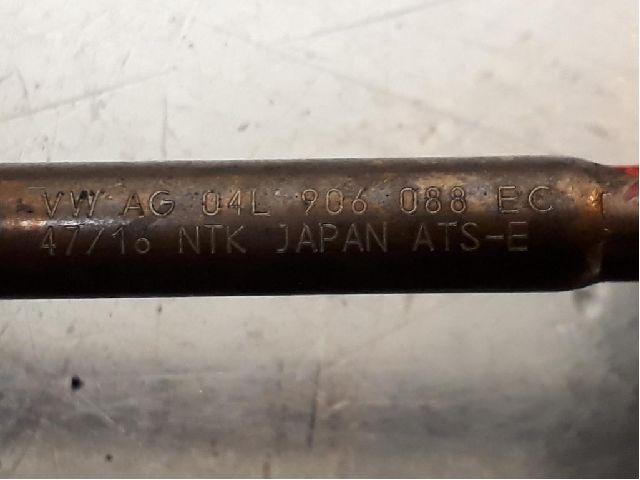 VW AG 04L 906 088 EC
47/16 NTK JAPAN ATS-E